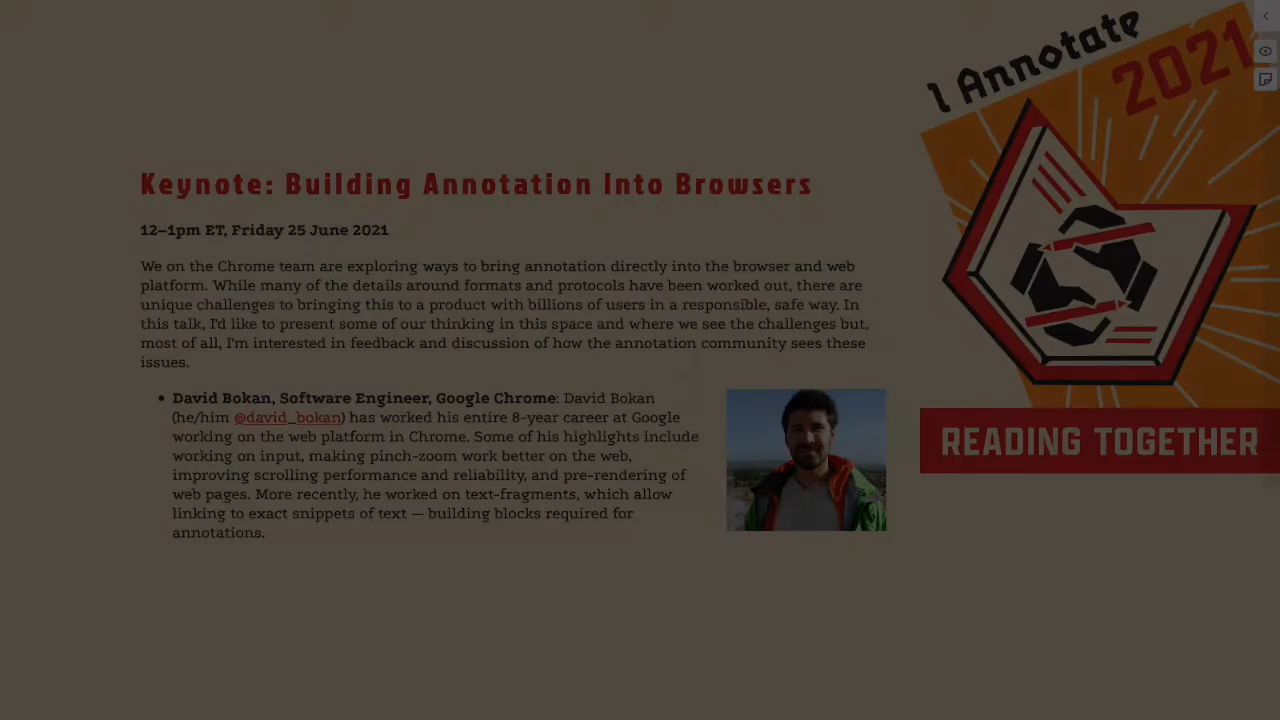 I Annotate
2021
Keynote: Building Annotation Into Browsers
12–1pm ET, Friday 25 June 2021
We on the Chrome team are exploring ways to bring annotation directly into the browser and web
platform. While many of the details around formats and protocols have been worked out, there are
unique challenges to bringing this to a product with billions of users in a responsible, safe way. In
this talk, I'd like to present some of our thinking in this space and where we see the challenges but,
most of all, I'm interested in feedback and discussion of how the annotation community sees these
issues.
• David Bokan, Software Engineer, Google Chrome: David Bokan
(he/him @david_bokan) has worked his entire 8-year career at Google
working on the web platform in Chrome. Some of his highlights include
working on input, making pinch-zoom work better on the web,
improving scrolling performance and reliability, and pre-rendering of
web pages. More recently, he worked on text-fragments, which allow
linking to exact snippets of text — building blocks required for
annotations.
READING TOGETHER